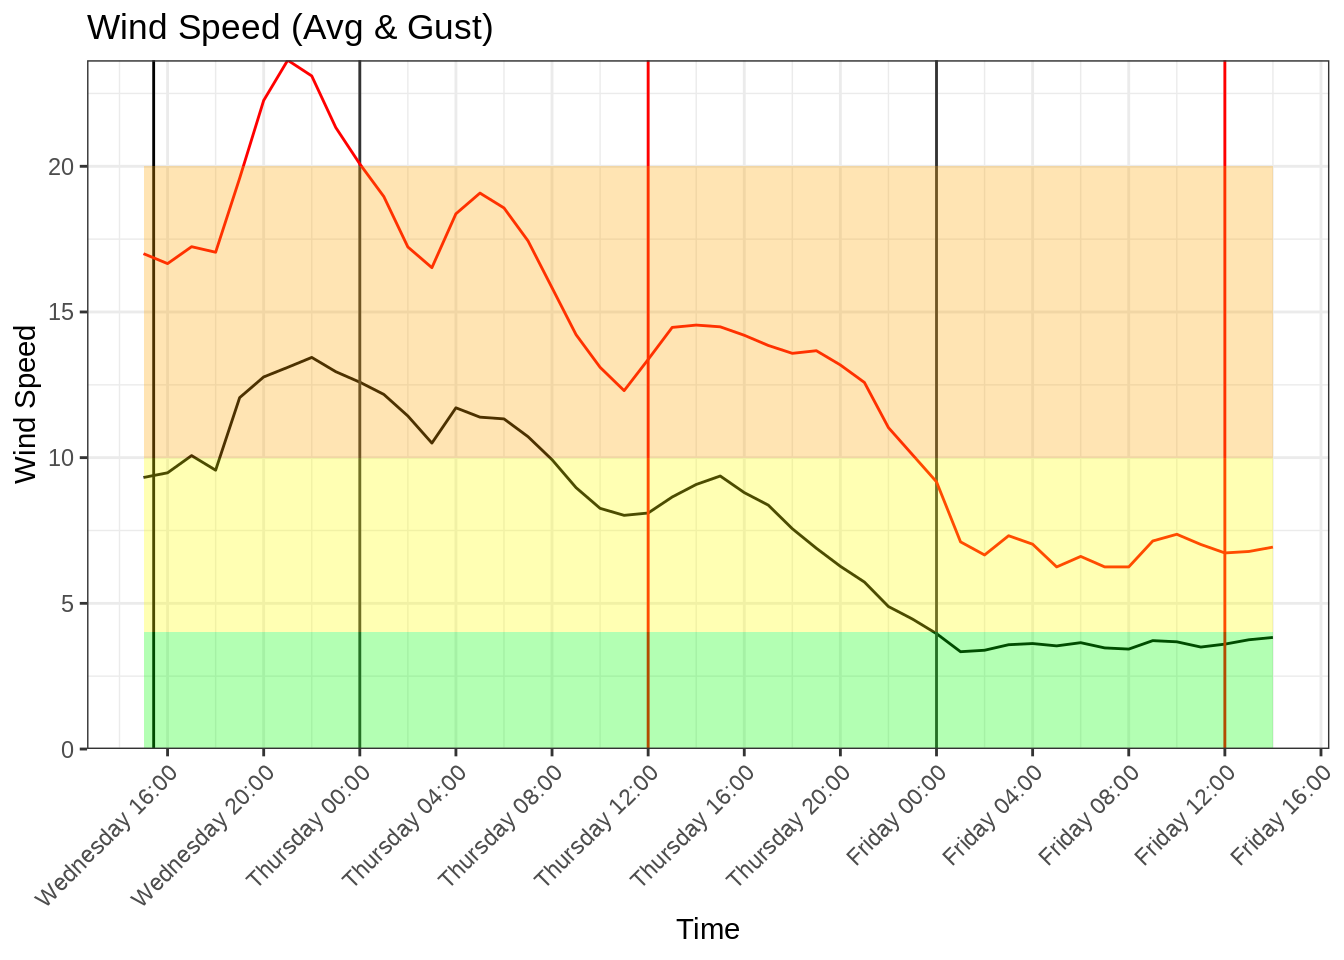 Wind Speed (Avg & Gust)
20
15
10
5
0
Wind Speed
Wednesday 16:00
Wednesday 20:00
Thursday 00:00
Thursday 04:00
Thursday 08:00
Thursday 12:00
Thursday 16:00
Thursday 20:00
Friday 00:00
Friday 04:00
Friday 08:00
Friday 12:00
Friday 16:00
Time